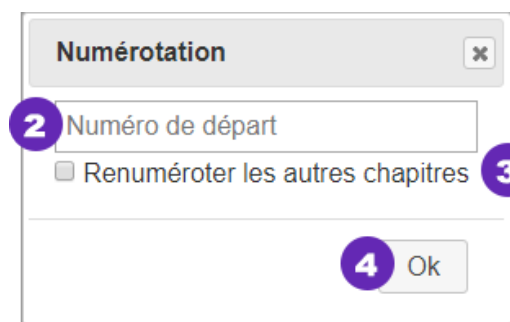 Numérotation
2 Numéro de départ
Renuméroter les autres chapitres 3
4 Ok